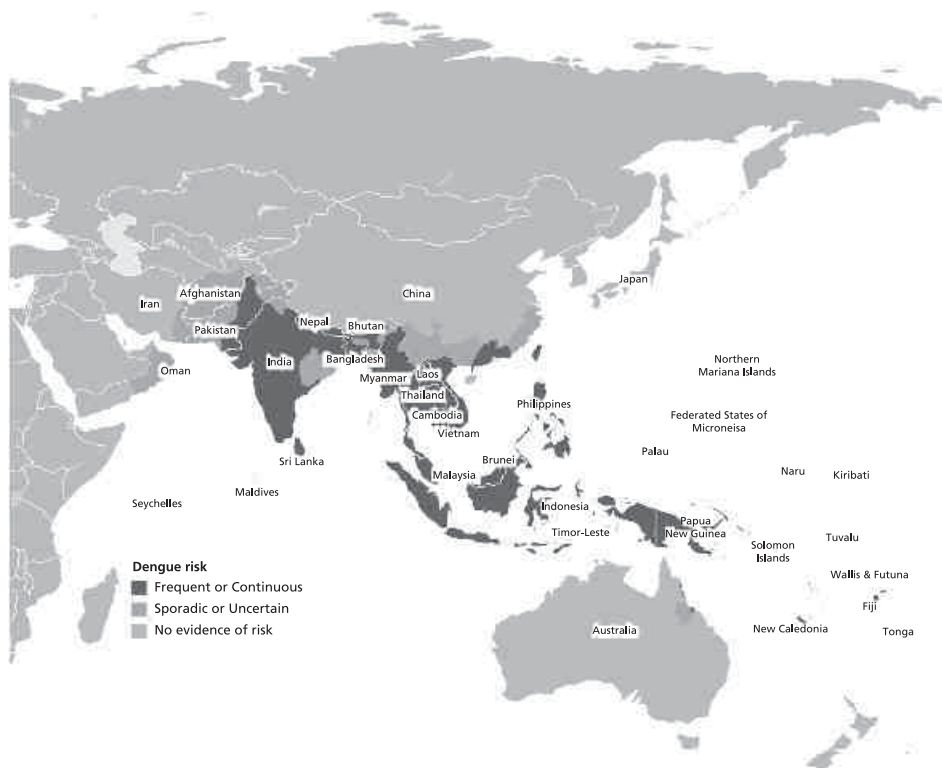 Japan
Afghanistan
China
Iran
Pakistan
Nepal
Bhutan
India
Bangladesh
Oman
Myanmar
Laos
Thailand
Philippines
Cambodia
Vietnam
Northern
Mariana Islands
Federated States of
Microneisa
Palau
Sri Lanka
Brunei
Malaysia
Naru
Kiribati
Maldives
Seychelles
Indonesia
Timor-Leste
Papua
New Guinea
Solomon
Islands
Tuvalu
Wallis & Futuna
Fiji
New Caledonia
Tonga
Australia
Dengue risk
Frequent or Continuous
Sporadic or Uncertain
No evidence of risk